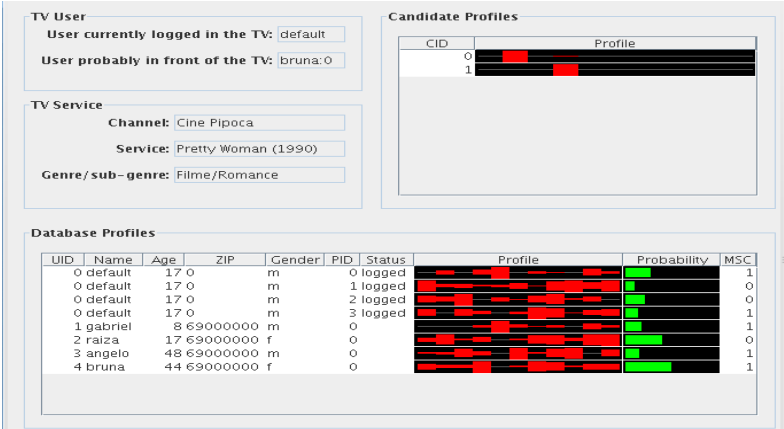 TV User
User currently logged in the TV: default
User probably in front of the TV: bruna:0
TV Service
Channel: Cine Pipoca
Service: Pretty Woman (1990)
Genre/sub-genre: Filme/Romance
Candidate Profiles
CID Profile
0
1
Database Profiles
UID Name Age ZIP Gender PID Status Profile Probability MSC
0 default 17 0 m 0 logged 1
0 default 17 0 m 1 logged 0
0 default 17 0 m 2 logged 0
0 default 17 0 m 3 logged 1
1 gabriel 8 69000000 m 0 1
2 raiza 17 69000000 f 0 0
3 angelo 48 69000000 m 0 1
4 bruna 44 69000000 f 0 1